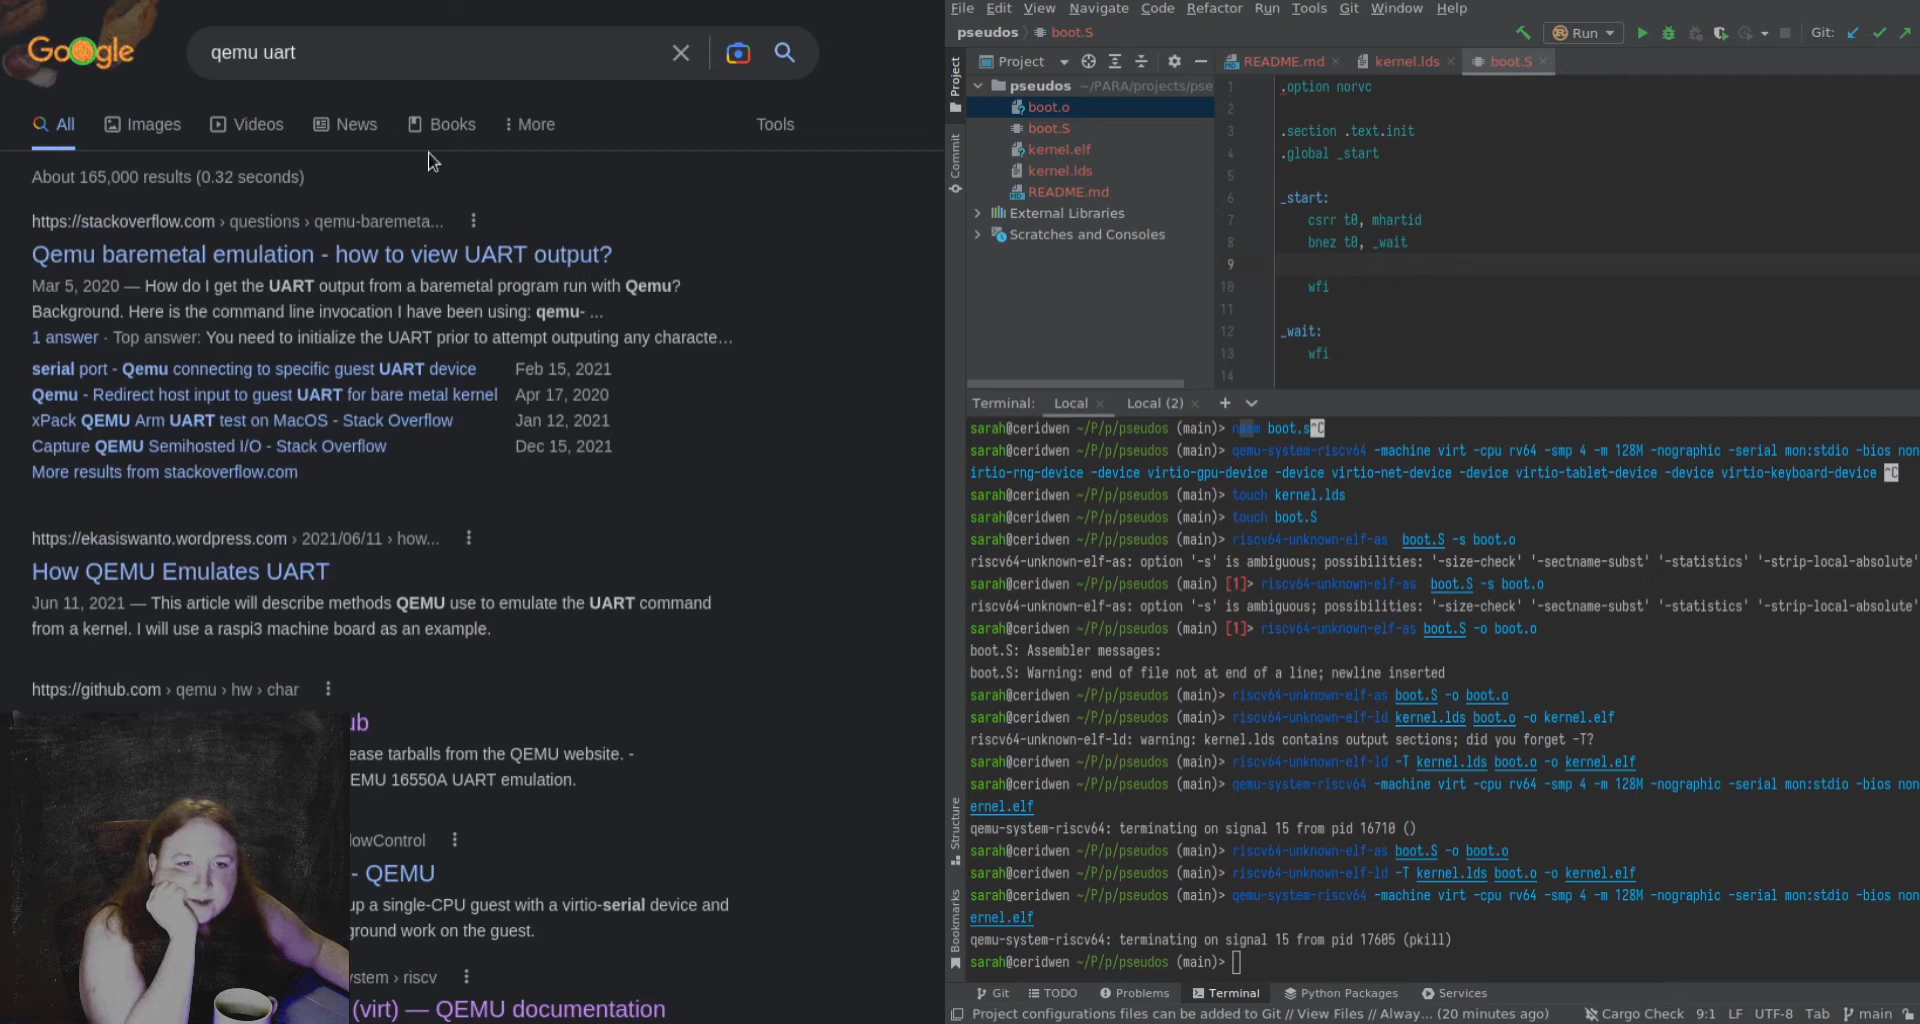 Google
qemu uart
All
Images
Videos
News
Books
More
Tools
About 165,000 results (0.32 seconds)
https://stackoverflow.com › questions › qemu-baremeta...
Qemu baremetal emulation - how to view UART output?
Mar 5, 2020 — How do I get the UART output from a baremetal program run with Qemu?
Background. Here is the command line invocation I have been using: qemu- ...
1 answer · Top answer: You need to initialize the UART prior to attempt outputing any characte…
serial port - Qemu connecting to specific guest UART device Feb 15, 2021
Qemu - Redirect host input to guest UART for bare metal kernel Apr 17, 2020
xPack QEMU Arm UART test on MacOS - Stack Overflow Jan 12, 2021
Capture QEMU Semihosted I/O - Stack Overflow Dec 15, 2021
More results from stackoverflow.com
https://ekasiswanto.wordpress.com › 2021/06/11 › how...
How QEMU Emulates UART
Jun 11, 2021 — This article will describe methods QEMU use to emulate the UART command
from a kernel. I will use a raspi3 machine board as an example.
https://github.com › qemu › hw › char
ub
ease tarballs from the QEMU website. -
EMU 16550A UART emulation.
lowControl
- QEMU
up a single-CPU guest with a virtio-serial device and
ground work on the guest.
ystem › riscv
(virt) — QEMU documentation
File Edit View Navigate Code Refactor Run Tools Git Window Help
pseudos › boot.S
Run
Git:
Project
README.md
kernel.lds
boot.S
Project
Commit
pseudos ~/PARA/projects/pse
boot.o
boot.S
kernel.elf
kernel.lds
README.md
External Libraries
Scratches and Consoles
1 .option norvc
2
3 .section .text.init
4 .global _start
5
6 _start:
7 csrr t0, mhartid
8 bnez t0, _wait
9
10 wfi
11
12 _wait:
13 wfi
14
Terminal: Local Local (2)
sarah@ceridwen ~/P/p/pseudos (main)> nasm boot.s^C
sarah@ceridwen ~/P/p/pseudos (main)> qemu-system-riscv64 -machine virt -cpu rv64 -smp 4 -m 128M -nographic -serial mon:stdio -bios non
irtio-rng-device -device virtio-gpu-device -device virtio-net-device -device virtio-tablet-device -device virtio-keyboard-device ^C
sarah@ceridwen ~/P/p/pseudos (main)> touch kernel.lds
sarah@ceridwen ~/P/p/pseudos (main)> touch boot.S
sarah@ceridwen ~/P/p/pseudos (main)> riscv64-unknown-elf-as boot.S -s boot.o
riscv64-unknown-elf-as: option '-s' is ambiguous; possibilities: '-size-check' '-sectname-subst' '-statistics' '-strip-local-absolute'
sarah@ceridwen ~/P/p/pseudos (main) [1]> riscv64-unknown-elf-as boot.S -s boot.o
riscv64-unknown-elf-as: option '-s' is ambiguous; possibilities: '-size-check' '-sectname-subst' '-statistics' '-strip-local-absolute'
sarah@ceridwen ~/P/p/pseudos (main) [1]> riscv64-unknown-elf-as boot.S -o boot.o
boot.S: Assembler messages:
boot.S: Warning: end of file not at end of a line; newline inserted
sarah@ceridwen ~/P/p/pseudos (main)> riscv64-unknown-elf-as boot.S -o boot.o
sarah@ceridwen ~/P/p/pseudos (main)> riscv64-unknown-elf-ld kernel.lds boot.o -o kernel.elf
riscv64-unknown-elf-ld: warning: kernel.lds contains output sections; did you forget -T?
sarah@ceridwen ~/P/p/pseudos (main)> riscv64-unknown-elf-ld -T kernel.lds boot.o -o kernel.elf
sarah@ceridwen ~/P/p/pseudos (main)> qemu-system-riscv64 -machine virt -cpu rv64 -smp 4 -m 128M -nographic -serial mon:stdio -bios non
ernel.elf
qemu-system-riscv64: terminating on signal 15 from pid 16710 ()
sarah@ceridwen ~/P/p/pseudos (main)> riscv64-unknown-elf-as boot.S -o boot.o
sarah@ceridwen ~/P/p/pseudos (main)> riscv64-unknown-elf-ld -T kernel.lds boot.o -o kernel.elf
sarah@ceridwen ~/P/p/pseudos (main)> qemu-system-riscv64 -machine virt -cpu rv64 -smp 4 -m 128M -nographic -serial mon:stdio -bios non
ernel.elf
qemu-system-riscv64: terminating on signal 15 from pid 17605 (pkill)
sarah@ceridwen ~/P/p/pseudos (main)>
Structure
Bookmarks
Git TODO Problems Terminal Python Packages Services
Project configurations files can be added to Git // View Files // Alway... (20 minutes ago) Cargo Check 9:1 LF UTF-8 Tab main